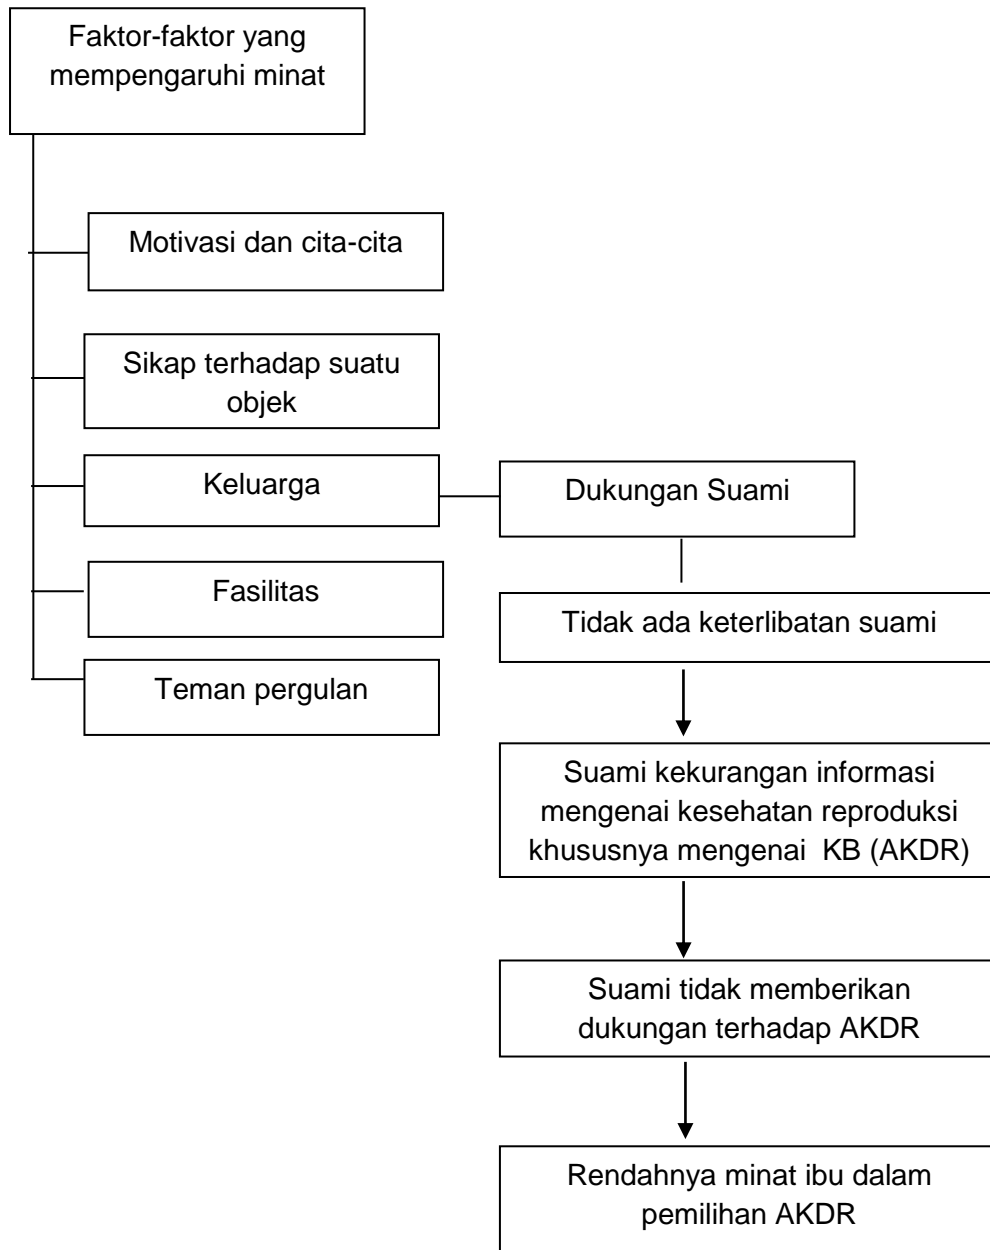 Faktor-faktor yang
mempengaruhi minat
Motivasi dan cita-cita
Sikap terhadap suatu
objek
Keluarga
Dukungan Suami
Fasilitas
Tidak ada keterlibatan suami
Teman pergulan
Suami kekurangan informasi
mengenai kesehatan reproduksi
khususnya mengenai  KB (AKDR)
Suami tidak memberikan
dukungan terhadap AKDR
Rendahnya minat ibu dalam
pemilihan AKDR